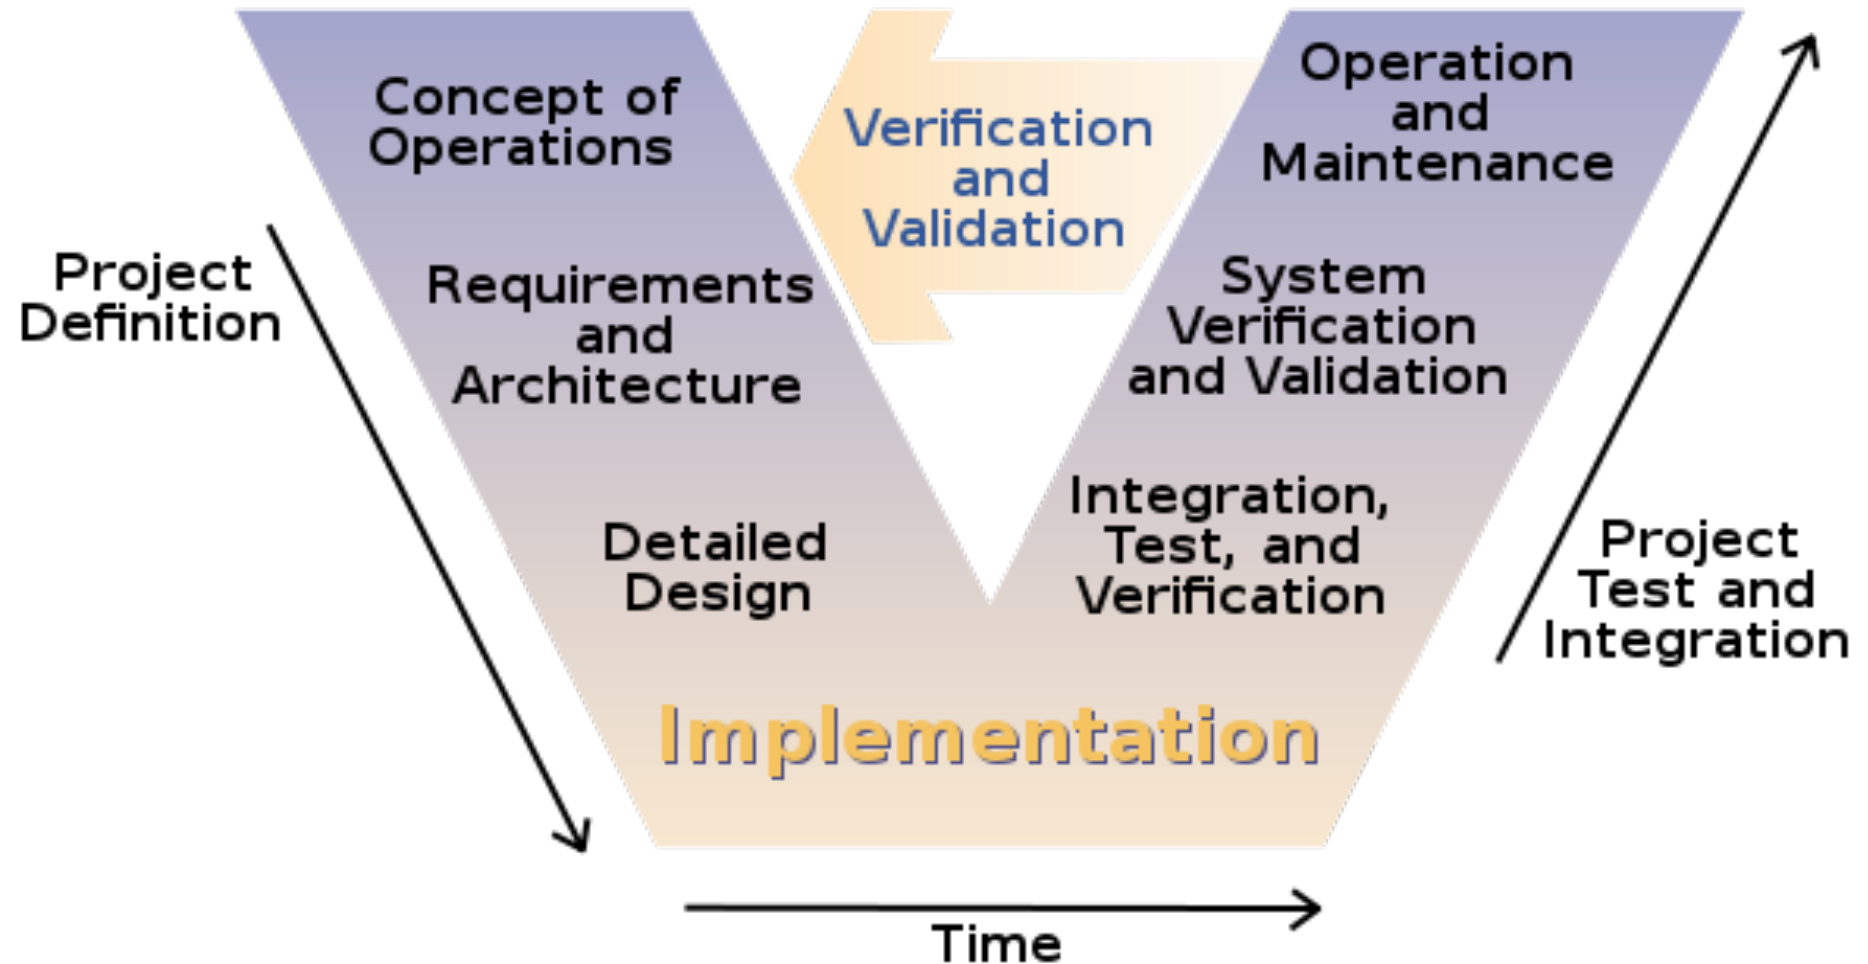 Concept of
Operations
Verification
and
Validation
Operation
and
Maintenance
Project
Definition
Requirements
and
Architecture
System
Verification
and Validation
Detailed
Design
Integration,
Test, and
Verification
Project
Test and
Integration
Implementation
Time